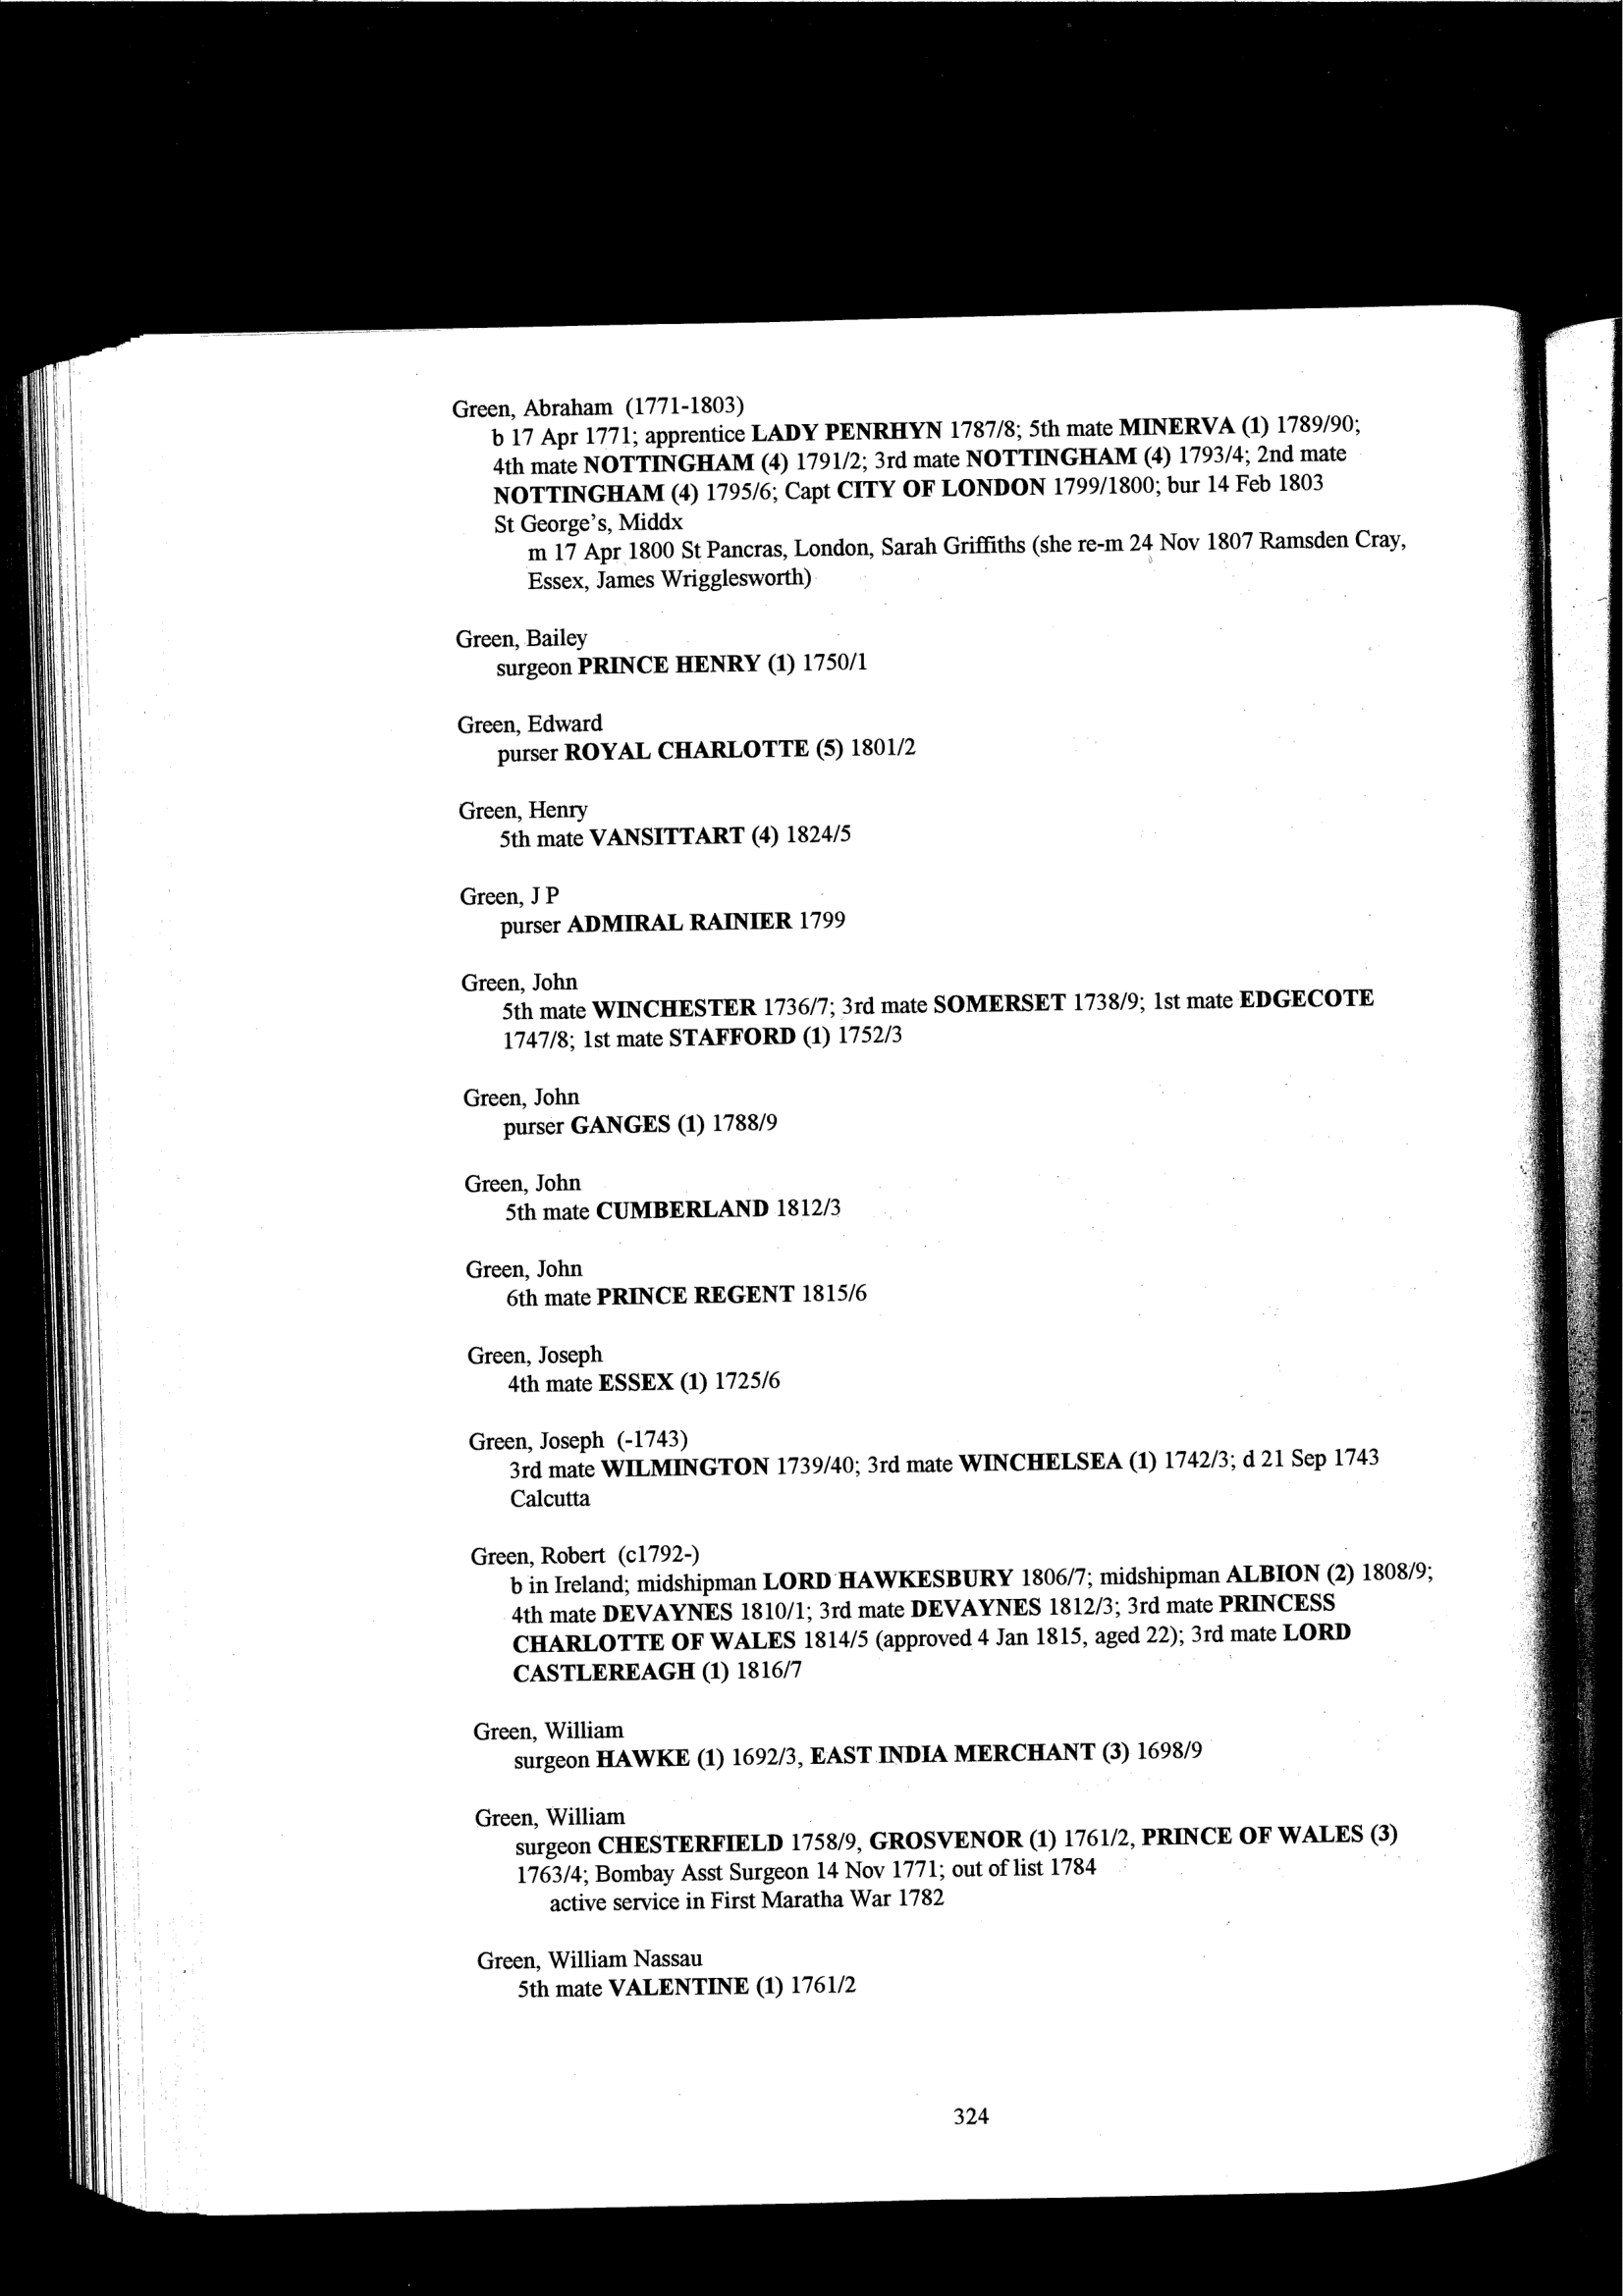 Green, Abraham (1771-1803)
b 17 Apr 1771; apprentice LADY PENRHYN 1787/8; 5th mate MINERVA (1) 1789/90;
4th mate NOTTINGHAM (4) 1791/2; 3rd mate NOTTINGHAM (4) 1793/4; 2nd mate
NOTTINGHAM (4) 1795/6; Capt CITY OF LONDON 1799/1800; bur 14 Feb 1803
St George's, Middx
m 17 Apr 1800 St Pancras, London, Sarah Griffiths (she re-m 24 Nov 1807 Ramsden Cray,
Essex, James Wrigglesworth)
Green, Bailey
surgeon PRINCE HENRY (1) 1750/1
Green, Edward
purser ROYAL CHARLOTTE (5) 1801/2
Green, Henry
5th mate VANSITTART (4) 1824/5
Green, J P
purser ADMIRAL RAINIER 1799
Green, John
5th mate WINCHESTER 1736/7; 3rd mate SOMERSET 1738/9; 1st mate EDGECOTE
1747/8; 1st mate STAFFORD (1) 1752/3
Green, John
purser GANGES (1) 1788/9
Green, John
5th mate CUMBERLAND 1812/3
Green, John
6th mate PRINCE REGENT 1815/6
Green, Joseph
4th mate ESSEX (1) 1725/6
Green, Joseph (-1743)
3rd mate WILMINGTON 1739/40; 3rd mate WINCHELSEA (1) 1742/3; d 21 Sep 1743
Calcutta
Green, Robert (c1792-)
b in Ireland; midshipman LORD HAWKESBURY 1806/7; midshipman ALBION (2) 1808/9;
4th mate DEVAYNES 1810/1; 3rd mate DEVAYNES 1812/3; 3rd mate PRINCESS
CHARLOTTE OF WALES 1814/5 (approved 4 Jan 1815, aged 22); 3rd mate LORD
CASTLEREAGH (1) 1816/7
Green, William
surgeon HAWKE (1) 1692/3, EAST INDIA MERCHANT (3) 1698/9
Green, William
surgeon CHESTERFIELD 1758/9, GROSVENOR (1) 1761/2, PRINCE OF WALES (3)
1763/4; Bombay Asst Surgeon 14 Nov 1771; out of list 1784
active service in First Maratha War 1782
Green, William Nassau
5th mate VALENTINE (1) 1761/2
324